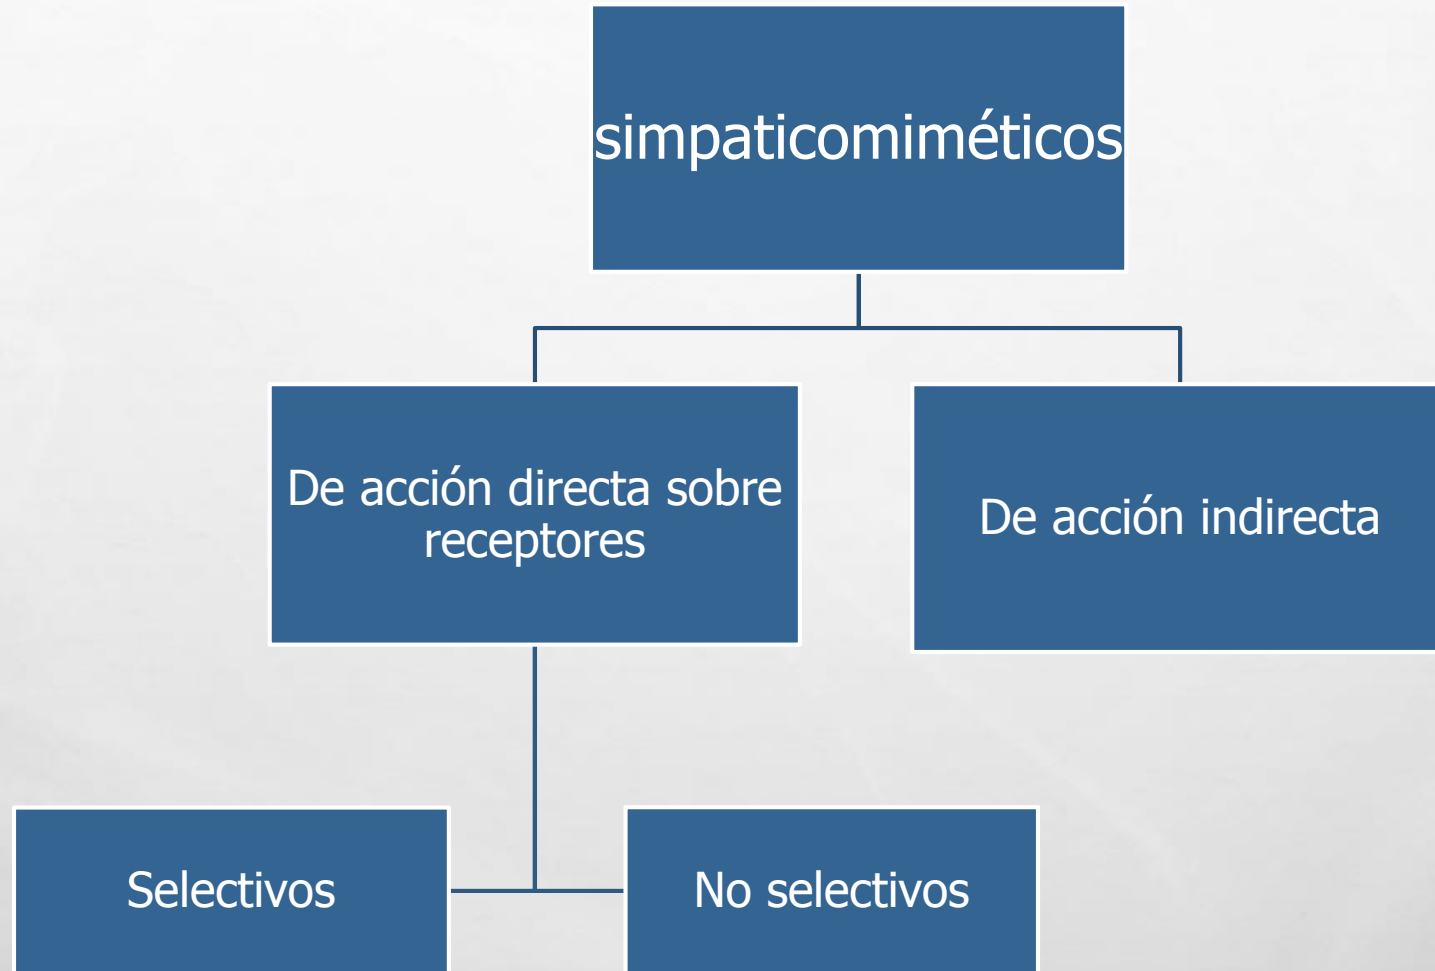 simpaticomiméticos
De acción directa sobre
receptores
De acción indirecta
Selectivos
No selectivos